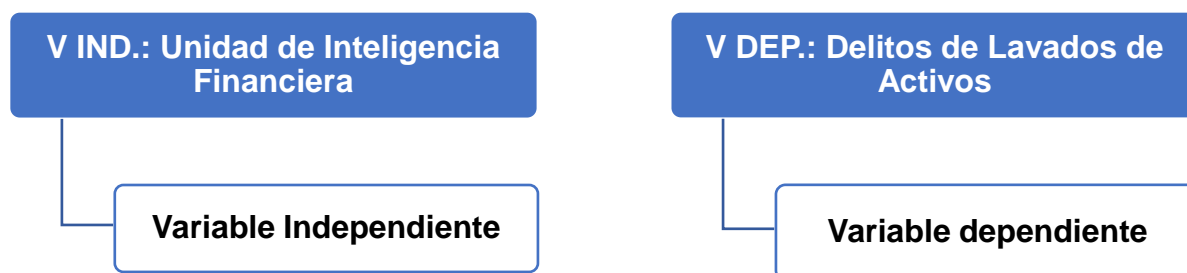 V IND.: Unidad de Inteligencia
Financiera
Variable Independiente
V DEP.: Delitos de Lavados de
Activos
Variable dependiente